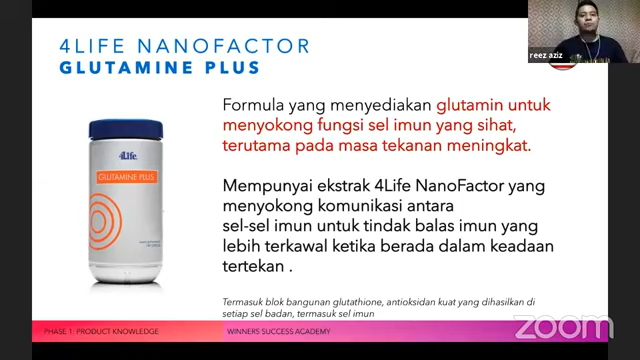 4LIFE NANOFACTOR
GLUTAMINE PLUS
reez aziz
4Life
GLUTAMINE PLUS
Formula yang menyediakan glutamin untuk
menyokong fungsi sel imun yang sihat,
terutama pada masa tekanan meningkat.
Mempunyai ekstrak 4Life NanoFactor yang
menyokong komunikasi antara
sel-sel imun untuk tindak balas imun yang
lebih terkawal ketika berada dalam keadaan
tertekan .
Termasuk blok bangunan glutathione, antioksidan kuat yang dihasilkan di
setiap sel badan, termasuk sel imun
PHASE 1: PRODUCT KNOWLEDGE
WINNERS SUCCESS ACADEMY
zoom